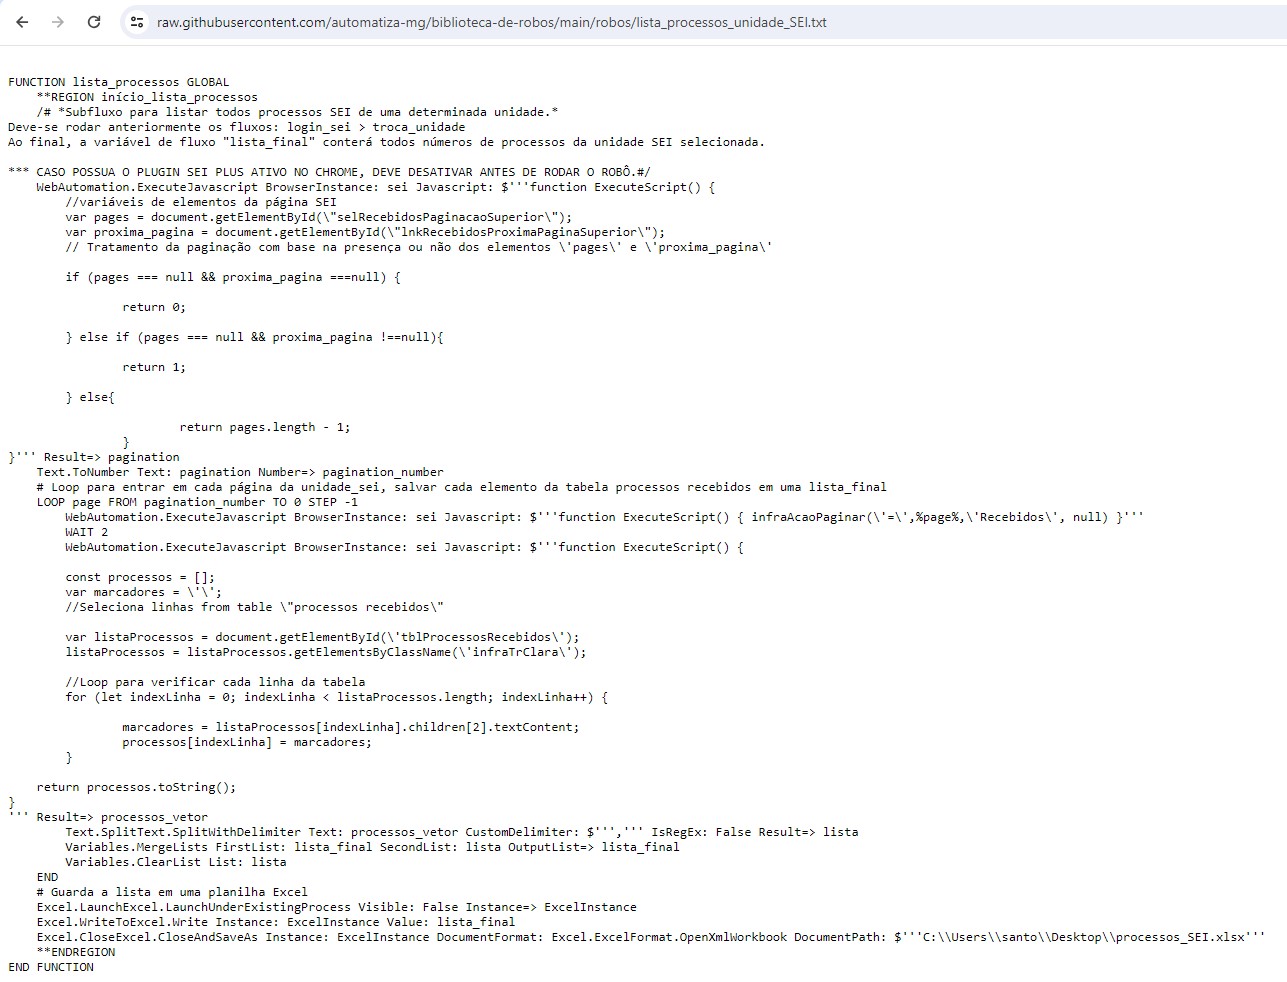 raw.githubusercontent.com/automatiza-mg/biblioteca-de-robos/main/robos/lista_processos_unidade_SEI.txt
FUNCTION lista_processos GLOBAL
**REGION início_lista_processos
/# *Subfluxo para listar todos processos SEI de uma determinada unidade.*
Deve-se rodar anteriormente os fluxos: login_sei > troca_unidade
Ao final, a variável de fluxo "lista_final" conterá todos números de processos da unidade SEI selecionada.
*** CASO POSSUA O PLUGIN SEI PLUS ATIVO NO CHROME, DEVE DESATIVAR ANTES DE RODAR O ROBÔ.#/
WebAutomation.ExecuteJavascript BrowserInstance: sei Javascript: $'''function ExecuteScript() {
//variáveis de elementos da página SEI
var pages = document.getElementById(\"selRecebidosPaginacaoSuperior\");
var proxima_pagina = document.getElementById(\"lnkRecebidosProximaPaginaSuperior\");
// Tratamento da paginação com base na presença ou não dos elementos \'pages\' e \'proxima_pagina\'
if (pages === null && proxima_pagina ===null) {
return 0;
} else if (pages === null && proxima_pagina !==null){
return 1;
} else{
return pages.length - 1;
}
}''' Result=> pagination
Text.ToNumber Text: pagination Number=> pagination_number
# Loop para entrar em cada página da unidade_sei, salvar cada elemento da tabela processos recebidos em uma lista_final
LOOP page FROM pagination_number TO 0 STEP -1
WebAutomation.ExecuteJavascript BrowserInstance: sei Javascript: $'''function ExecuteScript() { infraAcaoPaginar(\'=\',%page%,\'Recebidos\', null) }'''
WAIT 2
WebAutomation.ExecuteJavascript BrowserInstance: sei Javascript: $'''function ExecuteScript() {
const processos = [];
var marcadores = \'\';
//Seleciona linhas from table \"processos recebidos\"
var listaProcessos = document.getElementById(\'tblProcessosRecebidos\');
listaProcessos = listaProcessos.getElementsByClassName(\'infraTrClara\');
//Loop para verificar cada linha da tabela
for (let indexLinha = 0; indexLinha < listaProcessos.length; indexLinha++) {
marcadores = listaProcessos[indexLinha].children[2].textContent;
processos[indexLinha] = marcadores;
}
return processos.toString();
}
''' Result=> processos_vetor
Text.SplitText.SplitWithDelimiter Text: processos_vetor CustomDelimiter: $''',''' IsRegEx: False Result=> lista
Variables.MergeLists FirstList: lista_final SecondList: lista OutputList=> lista_final
Variables.ClearList List: lista
END
# Guarda a lista em uma planilha Excel
Excel.LaunchExcel.LaunchUnderExistingProcess Visible: False Instance=> ExcelInstance
Excel.WriteToExcel.Write Instance: ExcelInstance Value: lista_final
Excel.CloseExcel.CloseAndSaveAs Instance: ExcelInstance DocumentFormat: Excel.ExcelFormat.OpenXmlWorkbook DocumentPath: $'''C:\\Users\\santo\\Desktop\\processos_SEI.xlsx'''
**ENDREGION
END FUNCTION